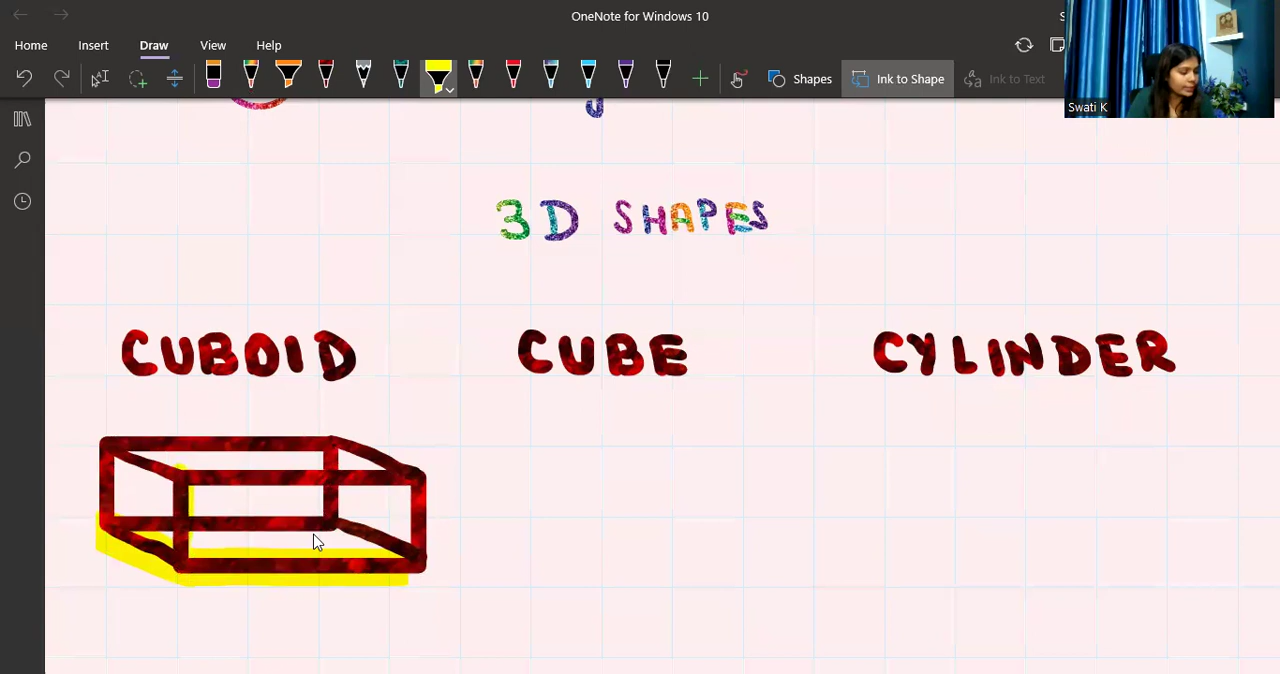 OneNote for Windows 10
Home Insert Draw View Help
Shapes Ink to Shape Ink to Text
Swati K
3D SHAPES
CUBOID CUBE CYLINDER